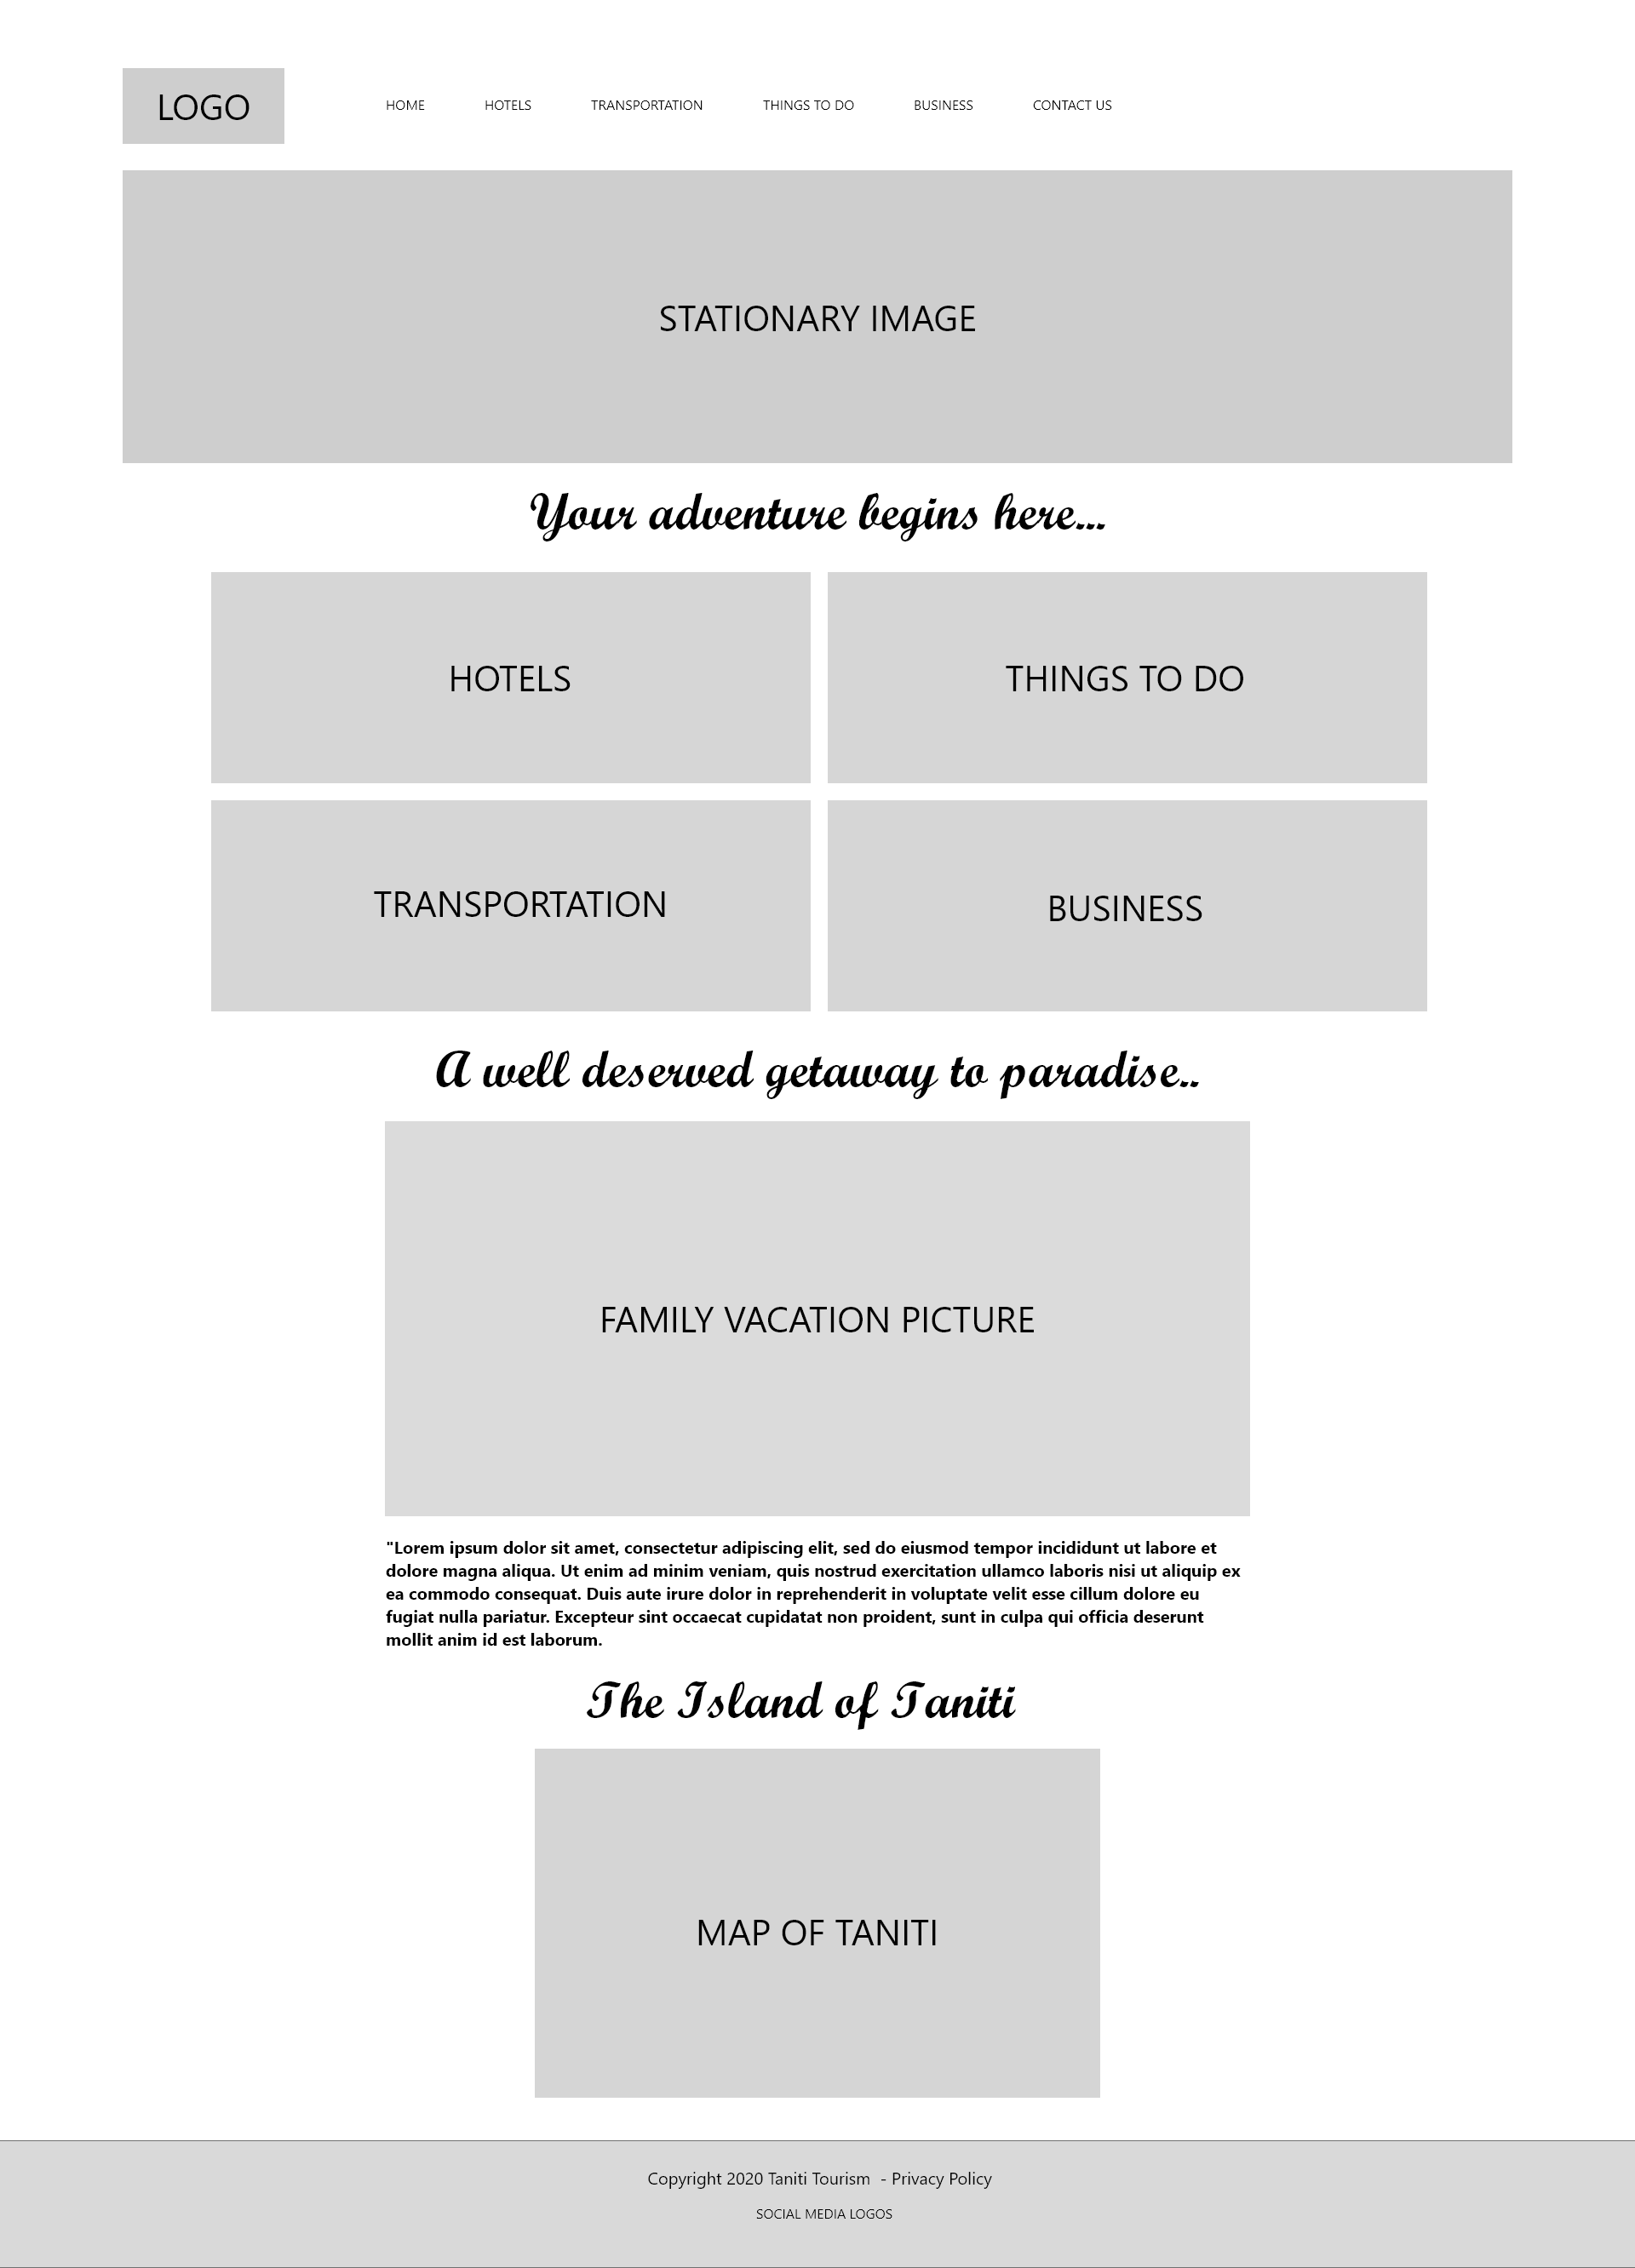 LOGO
HOME HOTELS TRANSPORTATION THINGS TO DO BUSINESS CONTACT US
STATIONARY IMAGE
Your adventure begins here...
HOTELS
THINGS TO DO
TRANSPORTATION
BUSINESS
A well deserved getaway to paradise..
FAMILY VACATION PICTURE
"Lorem ipsum dolor sit amet, consectetur adipiscing elit, sed do eiusmod tempor incididunt ut labore et
dolore magna aliqua. Ut enim ad minim veniam, quis nostrud exercitation ullamco laboris nisi ut aliquip ex
ea commodo consequat. Duis aute irure dolor in reprehenderit in voluptate velit esse cillum dolore eu
fugiat nulla pariatur. Excepteur sint occaecat cupidatat non proident, sunt in culpa qui officia deserunt
mollit anim id est laborum.
The Island of Taniti
MAP OF TANITI
Copyright 2020 Taniti Tourism  - Privacy Policy
SOCIAL MEDIA LOGOS